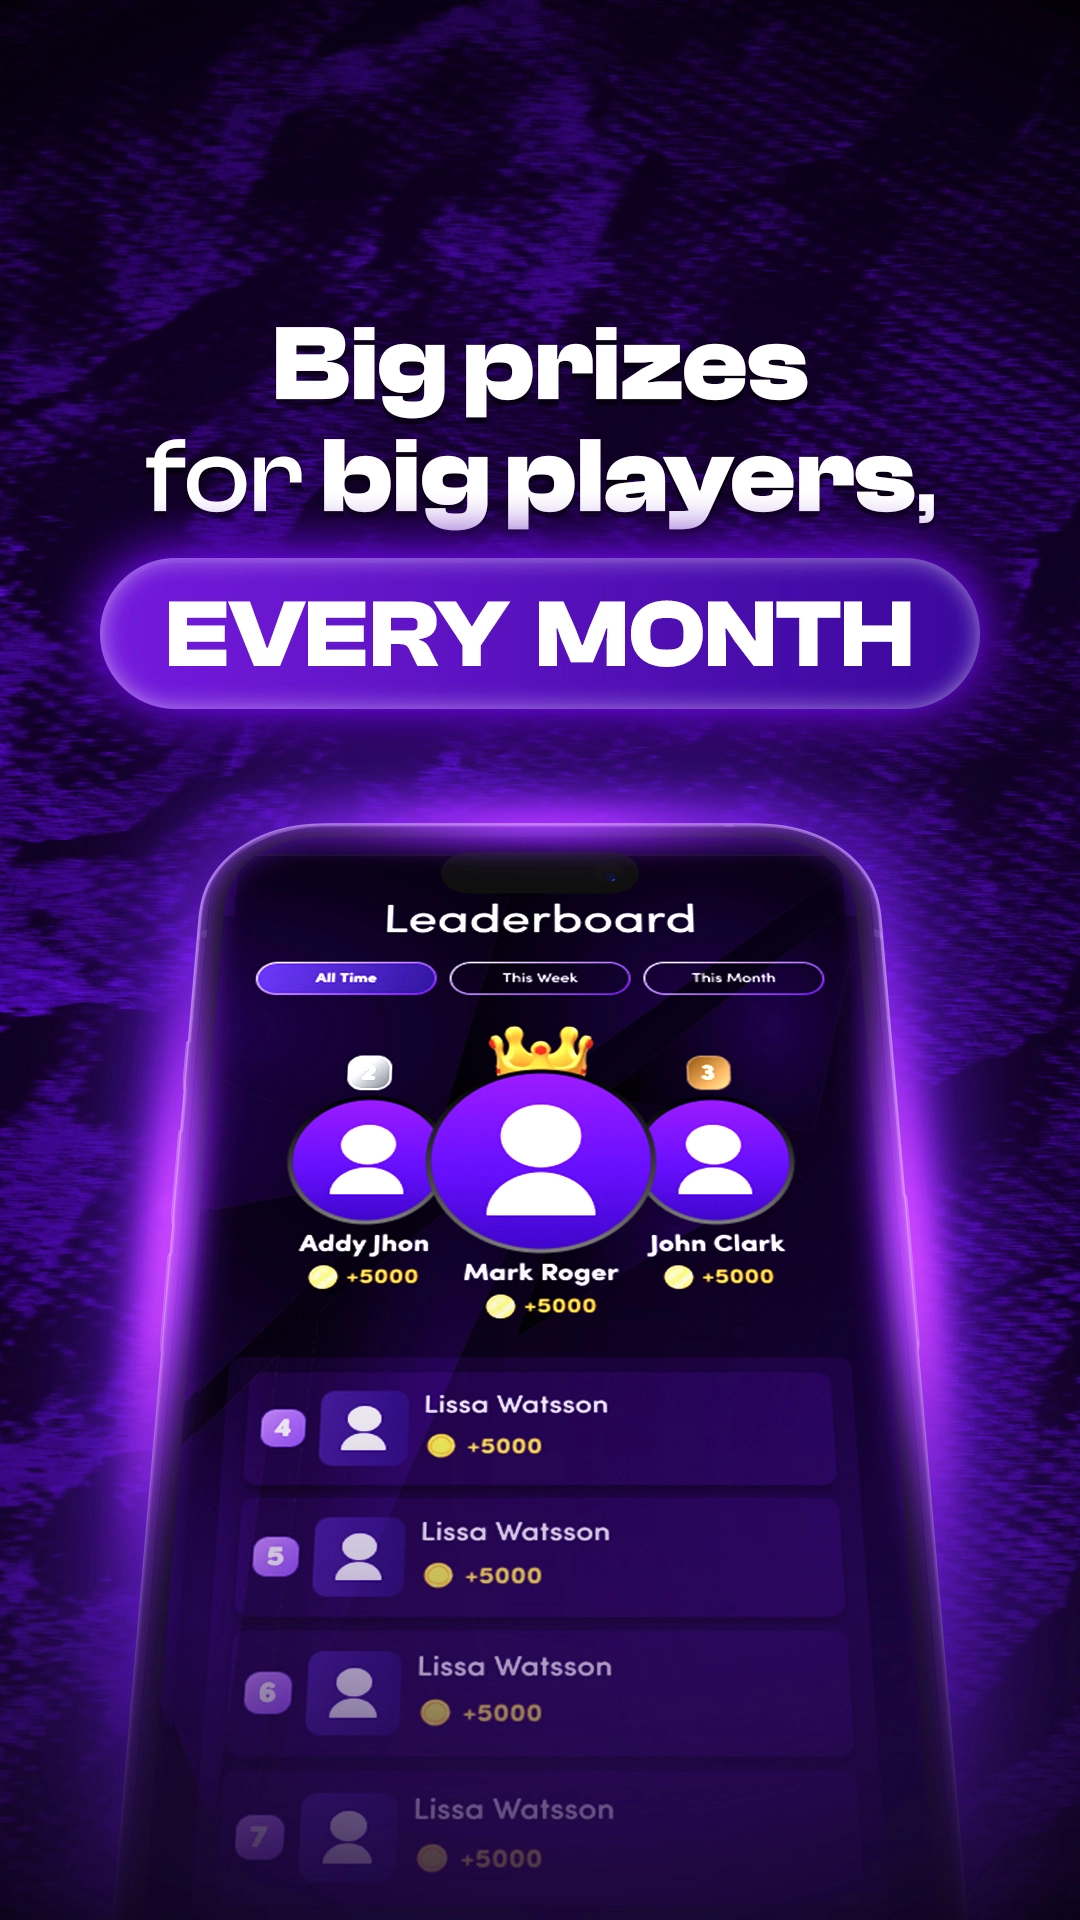 Big prizes
for big players,
EVERY MONTH
Leaderboard
All Time This Week This Month
2
3
Addy Jhon
+5000
Mark Roger
+5000
John Clark
+5000
4
Lissa Watsson
+5000
5
Lissa Watsson
+5000
6
Lissa Watsson
+5000
7
Lissa Watsson
+5000